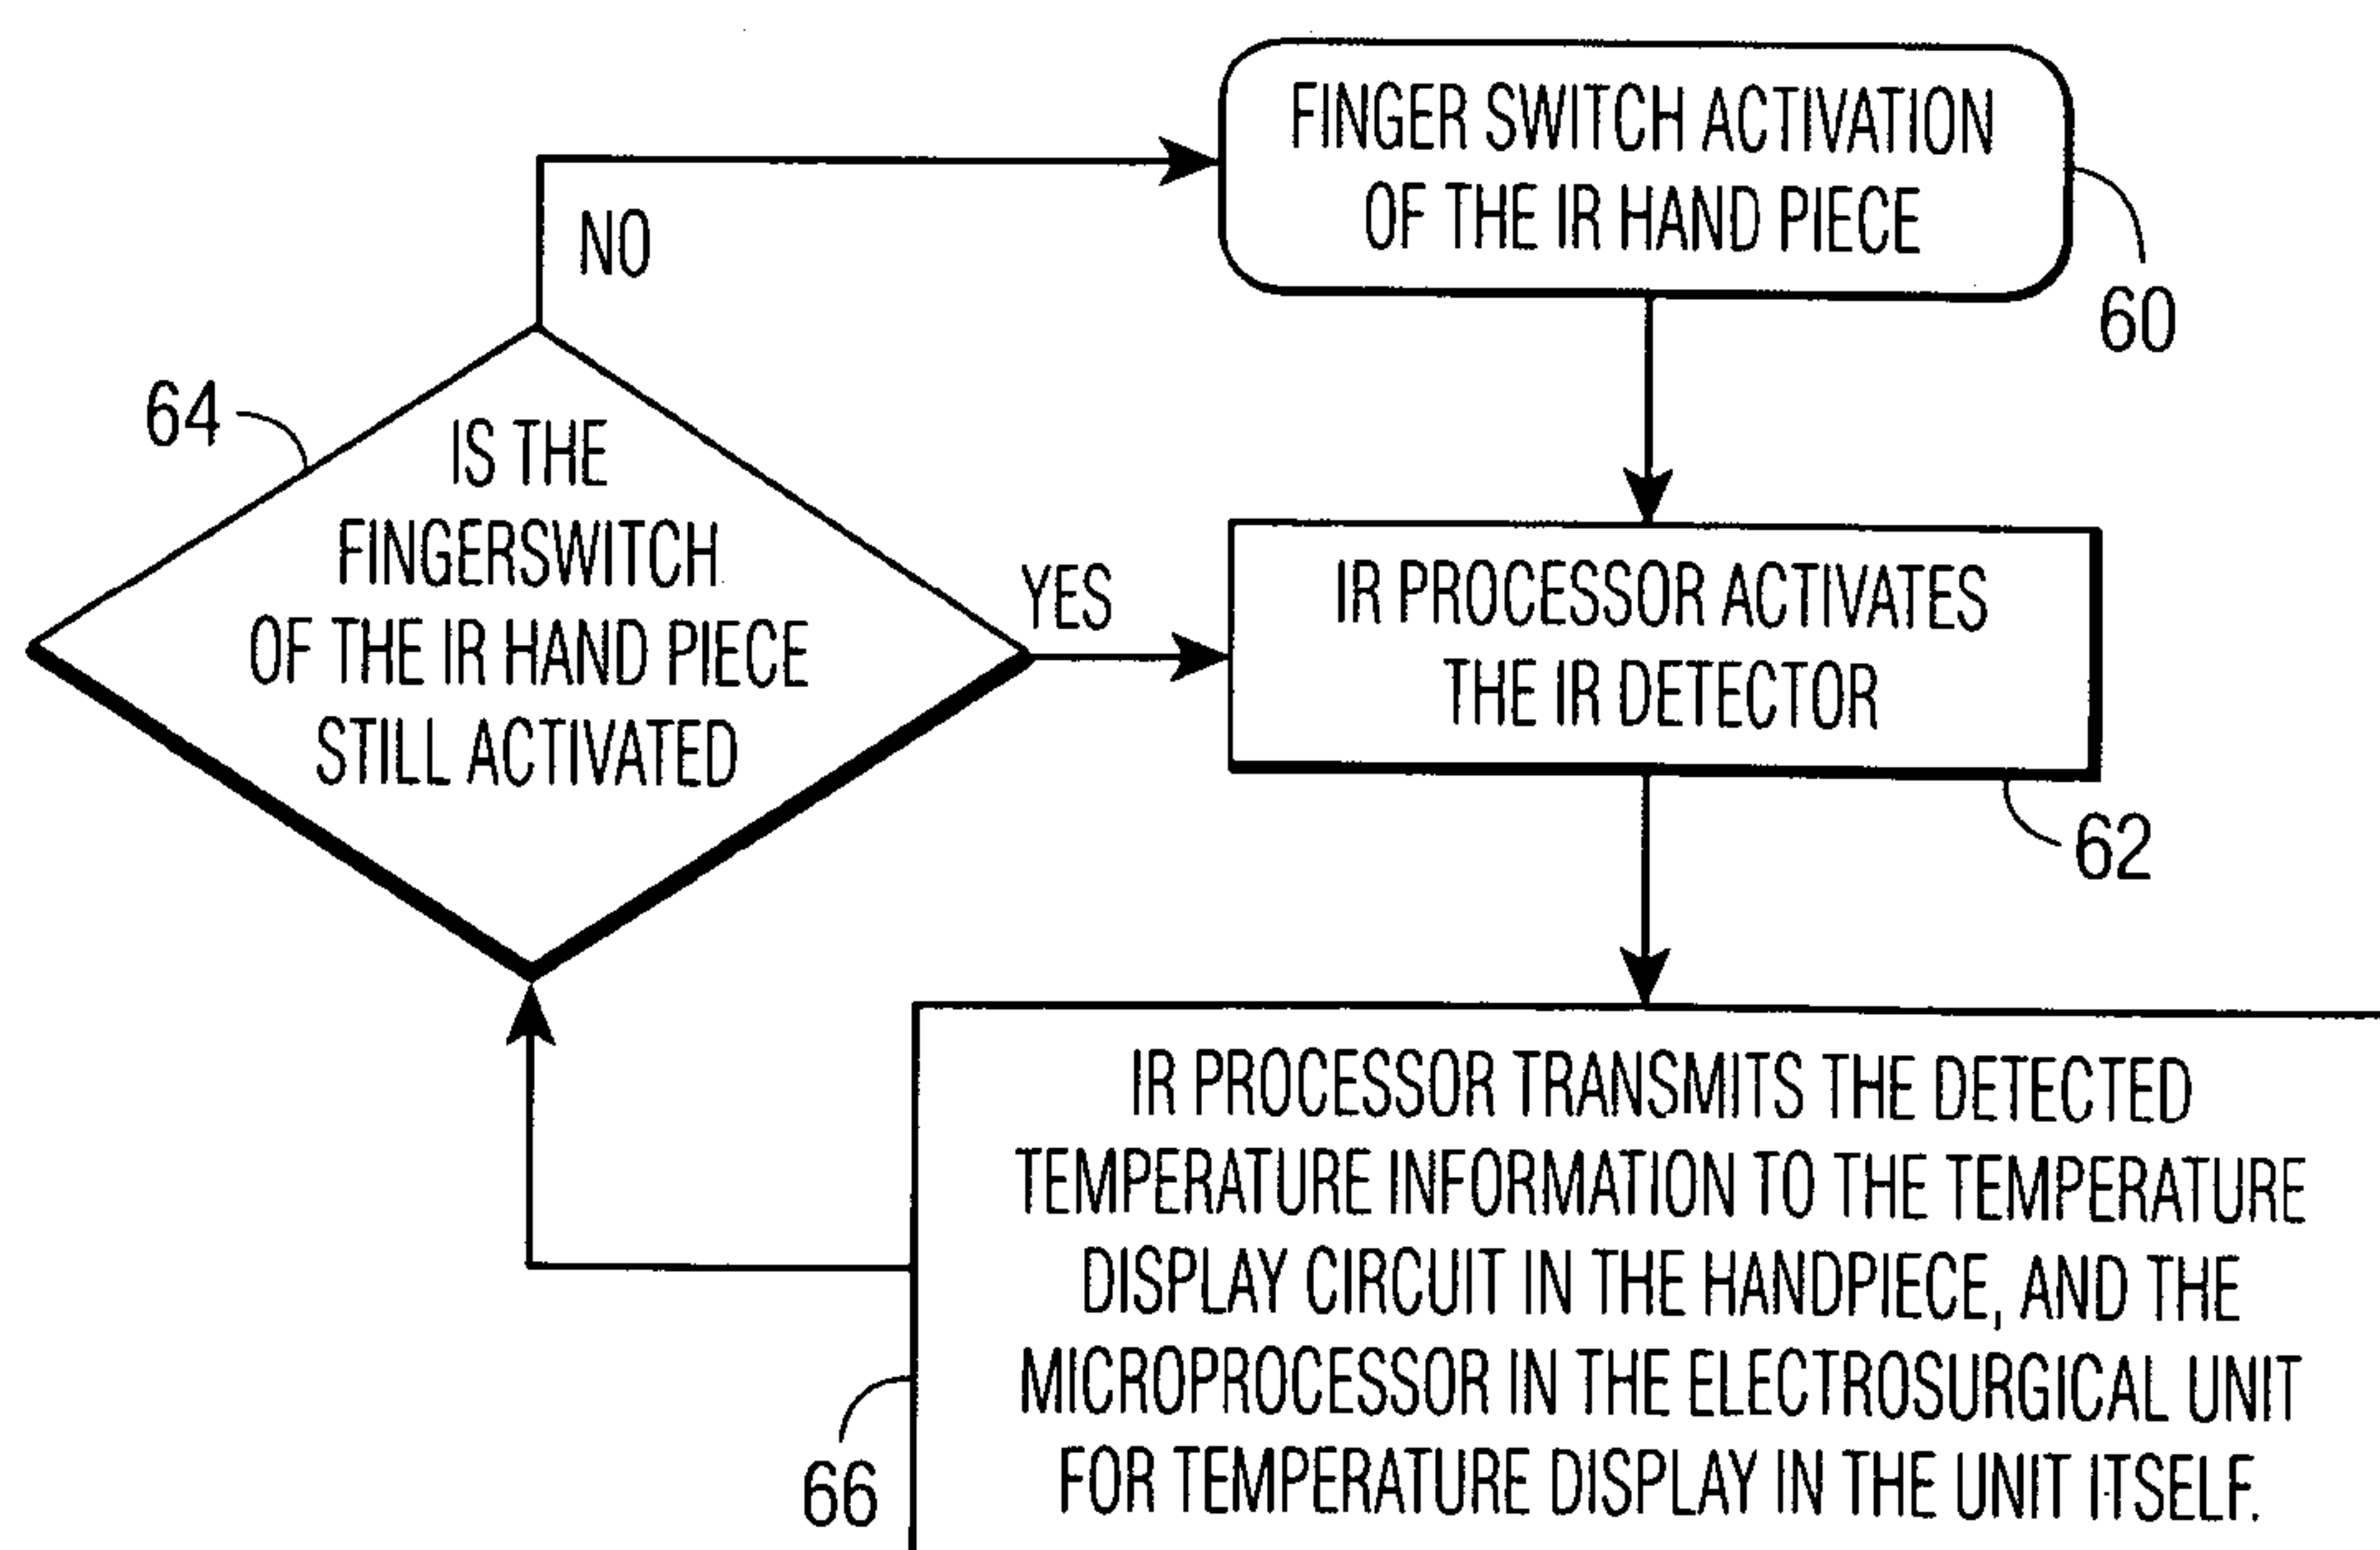 FINGER SWITCH ACTIVATION
OF THE IR HAND PIECE
60
NO
64
IS THE
FINGERSWITCH
OF THE IR HAND PIECE
STILL ACTIVATED
YES
IR PROCESSOR ACTIVATES
THE IR DETECTOR
62
IR PROCESSOR TRANSMITS THE DETECTED
TEMPERATURE INFORMATION TO THE TEMPERATURE
DISPLAY CIRCUIT IN THE HANDPIECE, AND THE
MICROPROCESSOR IN THE ELECTROSURGICAL UNIT
FOR TEMPERATURE DISPLAY IN THE UNIT ITSELF.
66